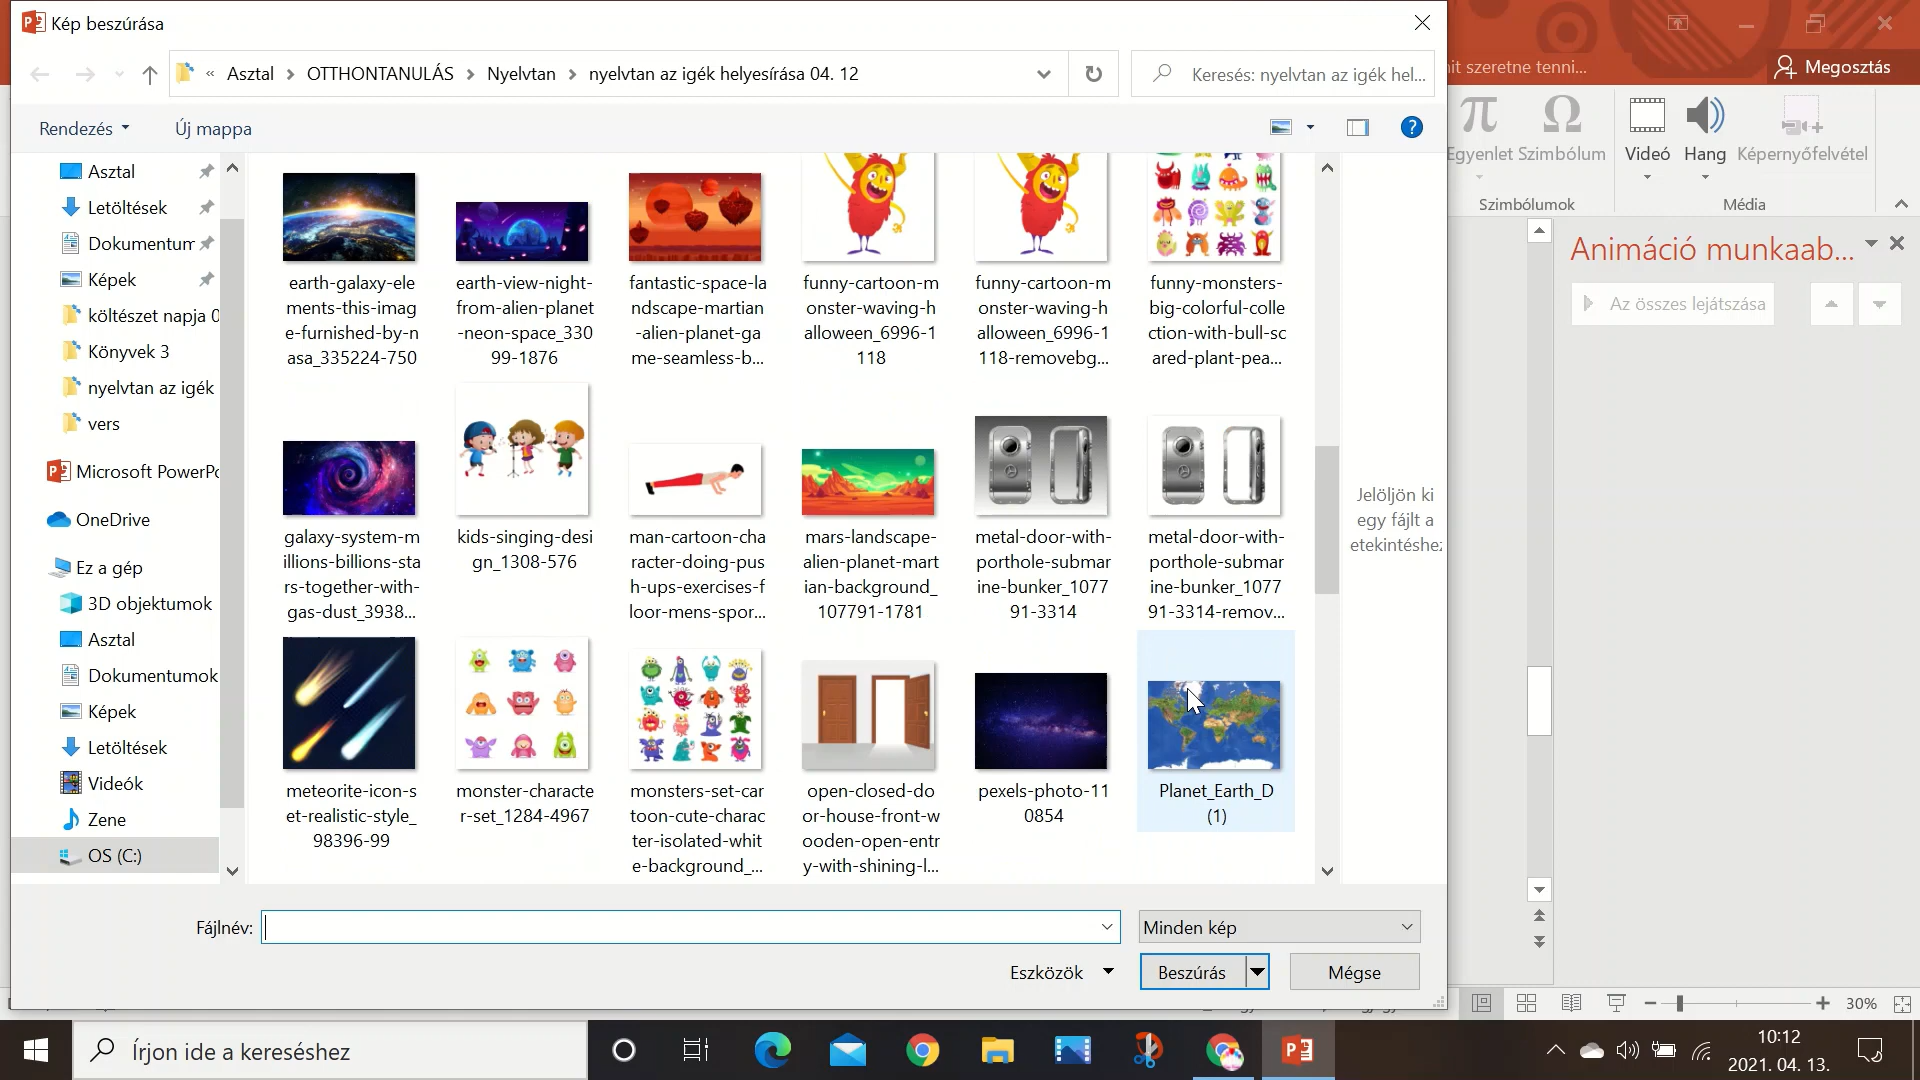 Kép beszúrása
« Asztal › OTTHONTANULÁS › Nyelvtan › nyelvtan az igék helyesírása 04. 12
Keresés: nyelvtan az igék hel...
Rendezés
Új mappa
Asztal
Letöltések
Dokumentum
Képek
költészet napja 0
Könyvek 3
nyelvtan az igék
vers
Microsoft PowerPo
OneDrive
Ez a gép
3D objektumok
Asztal
Dokumentumok
Képek
Letöltések
Videók
Zene
OS (C:)
earth-galaxy-ele
ments-this-imag
e-furnished-by-n
asa_335224-750
earth-view-night-
from-alien-planet
-neon-space_330
99-1876
fantastic-space-la
ndscape-martian
-alien-planet-ga
me-seamless-b...
funny-cartoon-m
onster-waving-h
alloween_6996-1
118
funny-cartoon-m
onster-waving-h
alloween_6996-1
118-removebg...
funny-monsters-
big-colorful-colle
ction-with-bull-sc
ared-plant-pea...
galaxy-system-m
illions-billions-sta
rs-together-with-
gas-dust_3938...
kids-singing-desi
gn_1308-576
man-cartoon-cha
racter-doing-pus
h-ups-exercises-f
loor-mens-spor...
mars-landscape-
alien-planet-mart
ian-background_
107791-1781
metal-door-with-
porthole-submar
ine-bunker_1077
91-3314
metal-door-with-
porthole-submar
ine-bunker_1077
91-3314-remov...
meteorite-icon-s
et-realistic-style_
98396-99
monster-characte
r-set_1284-4967
monsters-set-car
toon-cute-charac
ter-isolated-whit
e-background_...
open-closed-do
or-house-front-w
ooden-open-entr
y-with-shining-l...
pexels-photo-11
0854
Planet_Earth_D
(1)
Jelöljön ki
egy fájlt a
etekintéshez
Fájlnév:
Minden kép
Eszközök
Beszúrás
Mégse
it szeretne tenni...
Megosztás
π
Ω
Egyenlet Szimbólum
Videó
Hang
Képernyőfelvétel
Szimbólumok
Média
Animáció munkaab...
Az összes lejátszása
30%
Írjon ide a kereséshez
10:12
2021. 04. 13.